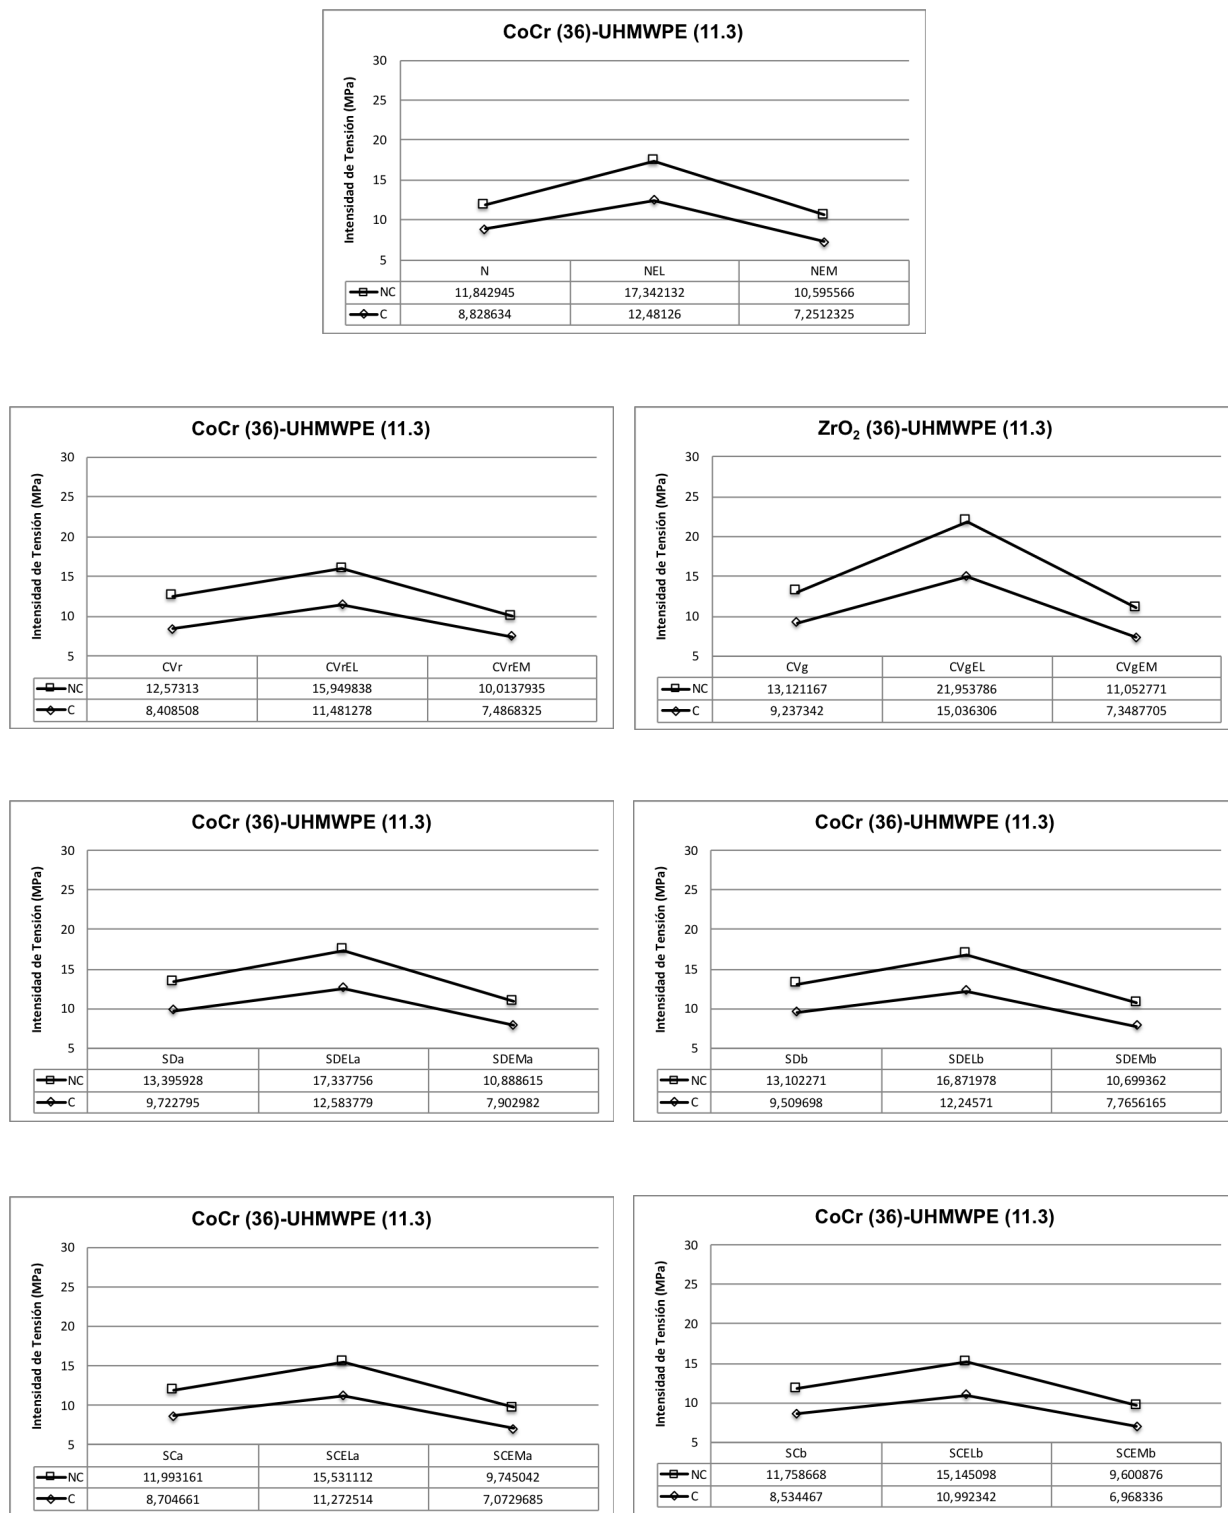 CoCr (36)-UHMWPE (11.3)
Intensidad de Tensión (MPa)
30
25
20
15
10
5
N NEL NEM
NC 11,842945 17,342132 10,595566
C 8,828634 12,48126 7,2512325
CoCr (36)-UHMWPE (11.3)
Intensidad de Tensión (MPa)
30
25
20
15
10
5
CVr CVrEL CVrEM
NC 12,57313 15,949838 10,0137935
C 8,408508 11,481278 7,4868325
ZrO₂ (36)-UHMWPE (11.3)
Intensidad de Tensión (MPa)
30
25
20
15
10
5
CVg CVgEL CVgEM
NC 13,121167 21,953786 11,052771
C 9,237342 15,036306 7,3487705
CoCr (36)-UHMWPE (11.3)
Intensidad de Tensión (MPa)
30
25
20
15
10
5
SDa SDELa SDEMa
NC 13,395928 17,337756 10,888615
C 9,722795 12,583779 7,902982
CoCr (36)-UHMWPE (11.3)
Intensidad de Tensión (MPa)
30
25
20
15
10
5
SDb SDELb SDEMb
NC 13,102271 16,871978 10,699362
C 9,509698 12,24571 7,7656165
CoCr (36)-UHMWPE (11.3)
Intensidad de Tensión (MPa)
30
25
20
15
10
5
SCa SCELa SCEMa
NC 11,993161 15,531112 9,745042
C 8,704661 11,272514 7,0729685
CoCr (36)-UHMWPE (11.3)
Intensidad de Tensión (MPa)
30
25
20
15
10
5
SCb SCELb SCEMb
NC 11,758668 15,145098 9,600876
C 8,534467 10,992342 6,968336